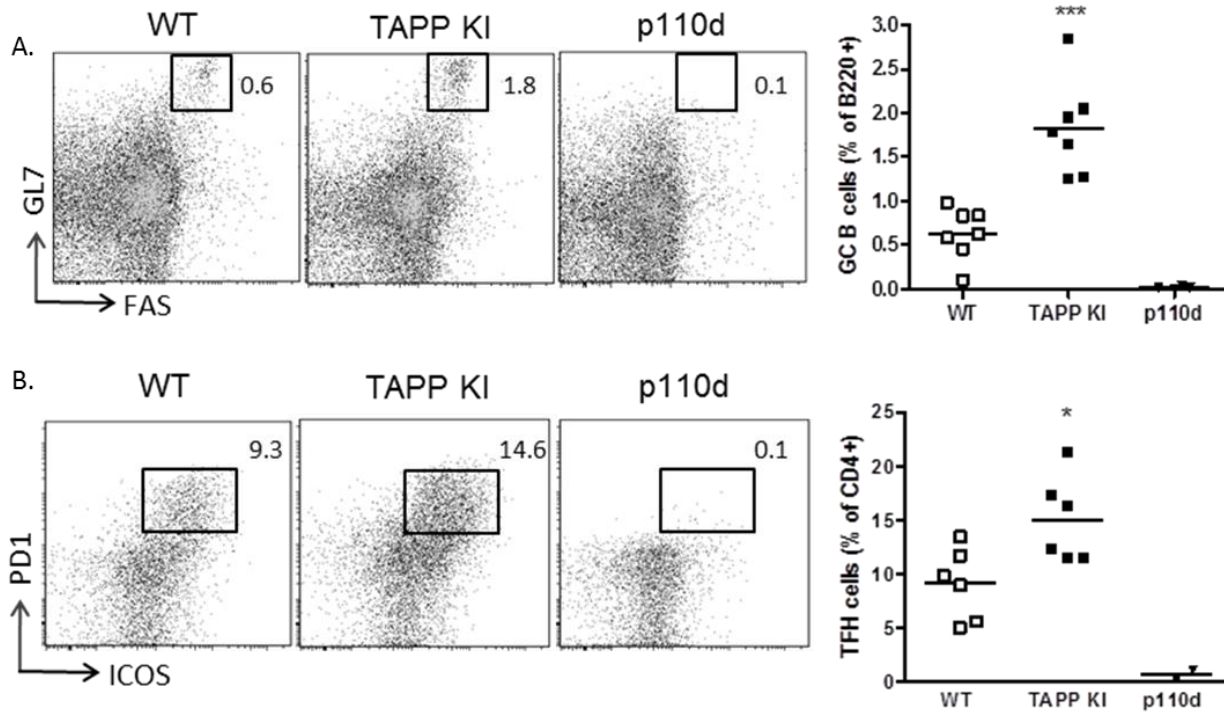 A.
WT TAPP KI p110d
0.6 1.8 0.1
GL7
FAS
GC B cells (% of B220+)
***
3.0
2.5
2.0
1.5
1.0
0.5
0.0
WT TAPP KI p110d
B.
WT TAPP KI p110d
9.3 14.6 0.1
PD1
ICOS
TFH cells (% of CD4+)
*
25
20
15
10
5
0
WT TAPP KI p110d